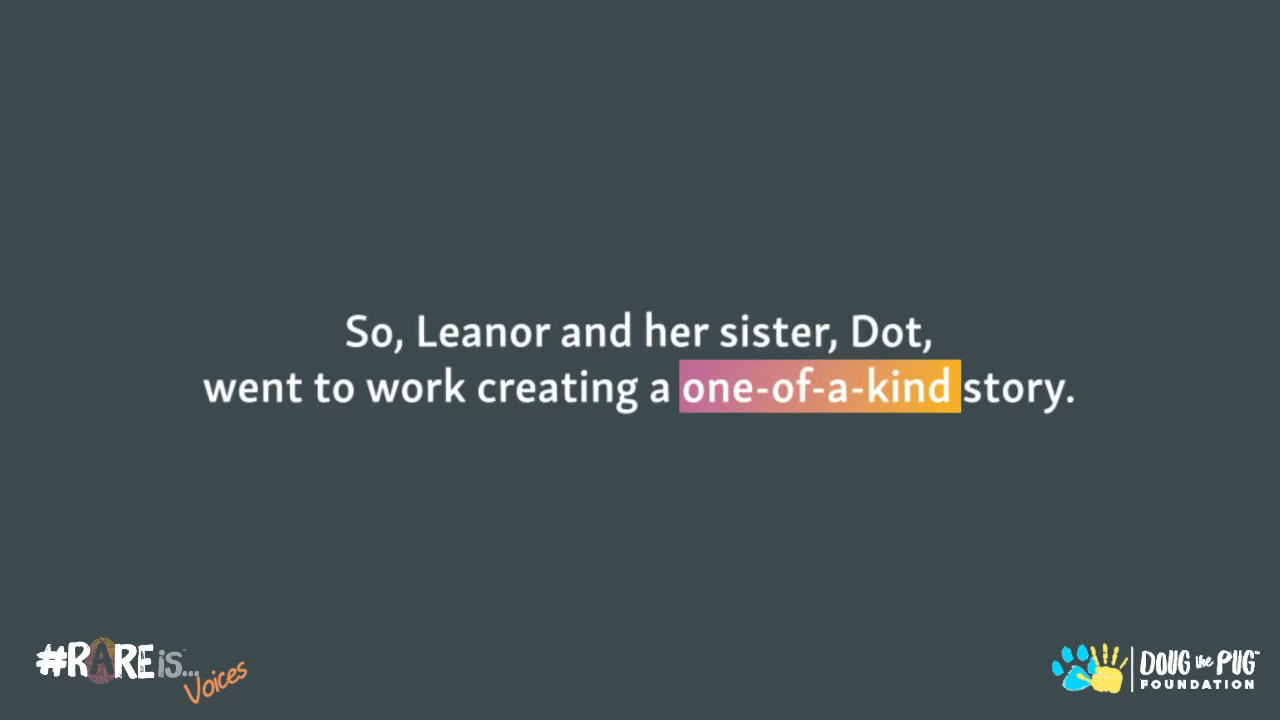 So, Leanor and her sister, Dot,
went to work creating a one-of-a-kind story.
#RAREis...
Voices
DOUG the PUG™
FOUNDATION